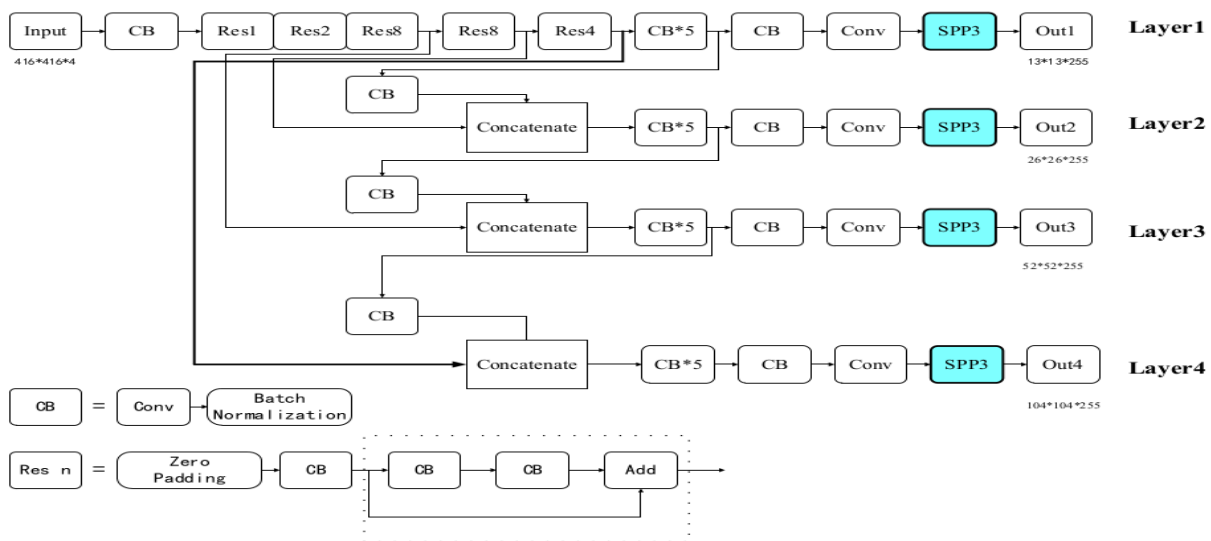 Input CB Res1 Res2 Res8 Res8 Res4 CB*5 CB Conv SPP3 Out1 Layer1
416*416*4 13*13*255
CB
Concatenate CB*5 CB Conv SPP3 Out2 Layer2
26*26*255
CB
Concatenate CB*5 CB Conv SPP3 Out3 Layer3
52*52*255
CB
Concatenate CB*5 CB Conv SPP3 Out4 Layer4
104*104*255
CB = Conv Batch
Normalization
Res n = Zero
Padding CB CB CB Add